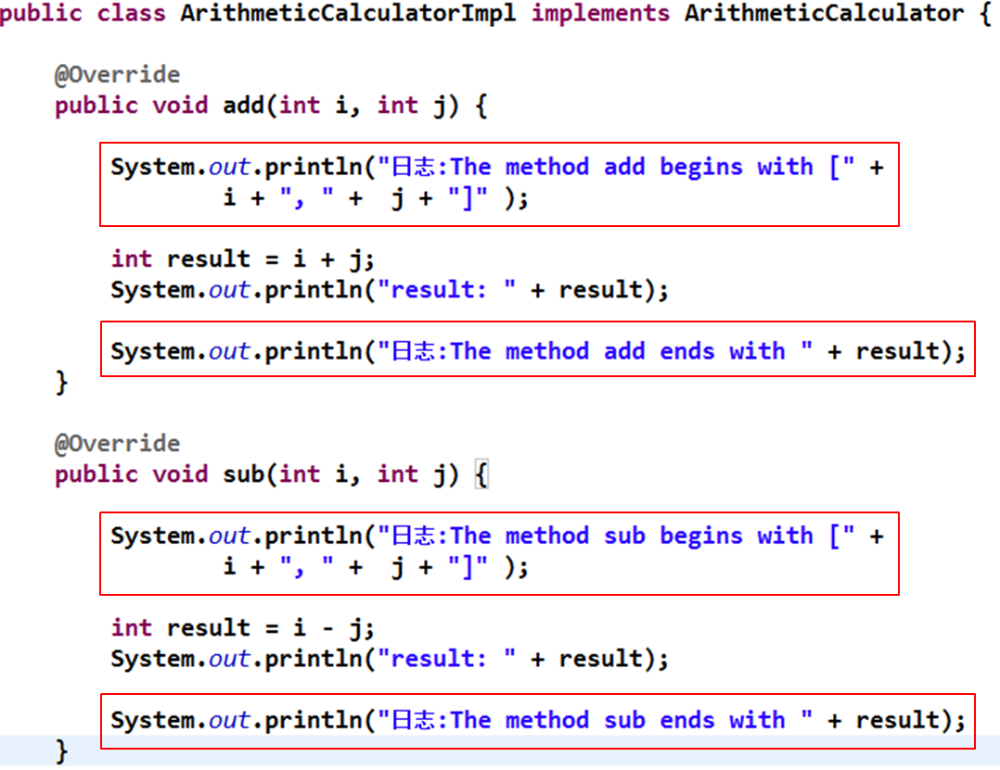 public class ArithmeticCalculatorImpl implements ArithmeticCalculator {
@Override
public void add(int i, int j) {
System.out.println("日志:The method add begins with [" +
i + ", " +  j + "]" );
int result = i + j;
System.out.println("result: " + result);
System.out.println("日志:The method add ends with " + result);
}
@Override
public void sub(int i, int j) {
System.out.println("日志:The method sub begins with [" +
i + ", " +  j + "]" );
int result = i - j;
System.out.println("result: " + result);
System.out.println("日志:The method sub ends with " + result);
}